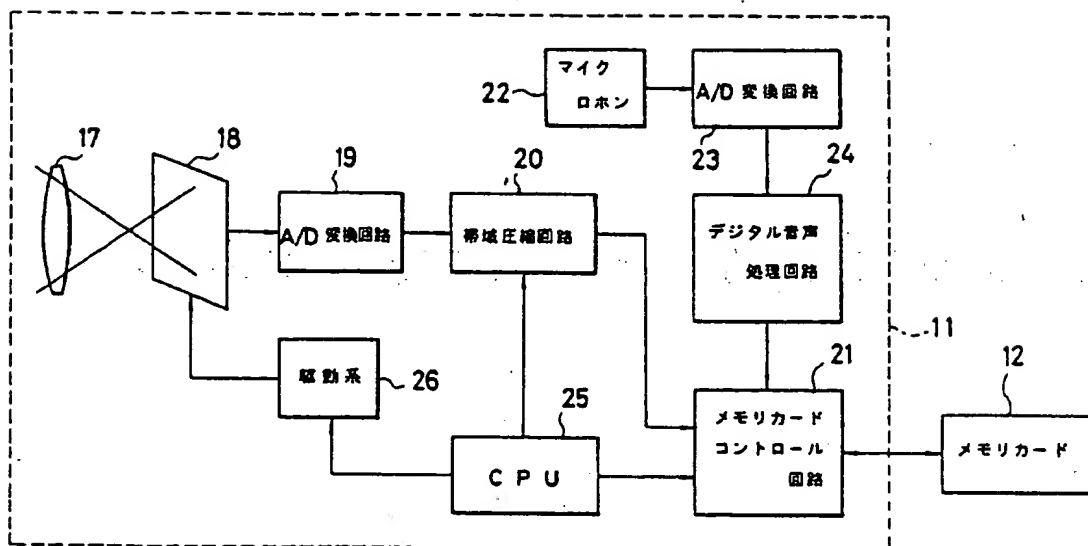 マイク
ロホン
22
A/D 変換回路
23
17
18
19
20
24
A/D 変換回路
帯域圧縮回路
デジタル音声
処理回路
11
駆動系
26
25
21
12
CPU
メモリカード
コントロール
回路
メモリカード